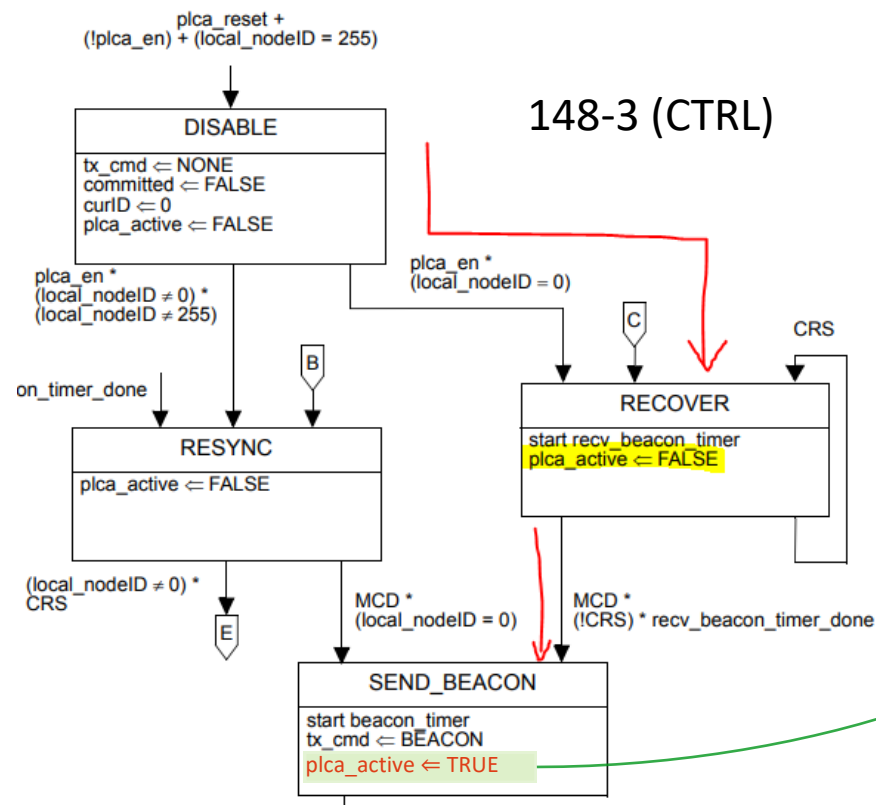 plca_reset +
(!plca_en) + (local_nodeID = 255)
148-3 (CTRL)
DISABLE
tx_cmd ⇐ NONE
committed ⇐ FALSE
curID ⇐ 0
plca_active ⇐ FALSE
plca_en *
(local_nodeID ≠ 0) *
(local_nodeID ≠ 255)
plca_en *
(local_nodeID = 0)
C
CRS
B
on_timer_done
RECOVER
start recv_beacon_timer
plca_active ⇐ FALSE
RESYNC
plca_active ⇐ FALSE
(local_nodeID ≠ 0) *
CRS
E
MCD *
(local_nodeID = 0)
MCD *
(!CRS) * recv_beacon_timer_done
SEND_BEACON
start beacon_timer
tx_cmd ⇐ BEACON
plca_active ⇐ TRUE